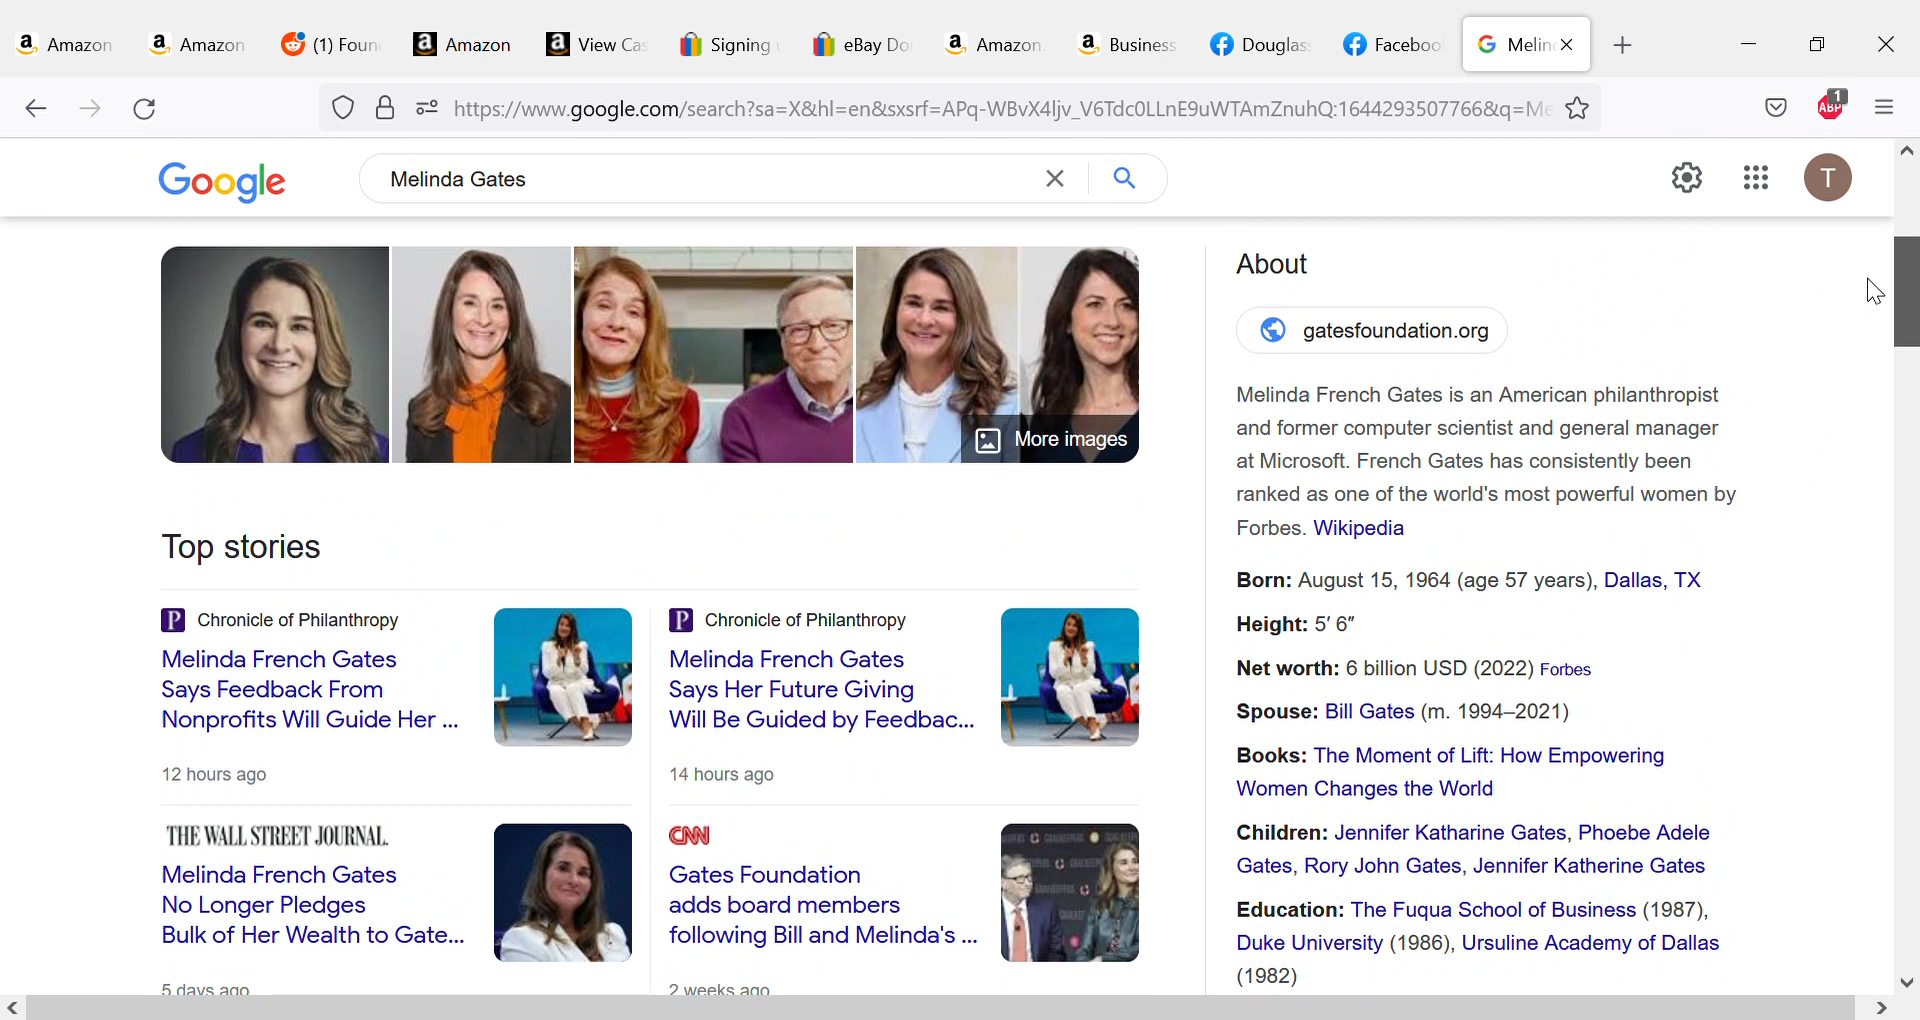 Amazon
Amazon
(1) Foun
Amazon
View Cas
Signing
eBay Do
Amazon
Business
Douglas
Faceboo
Melin
https://www.google.com/search?sa=X&hl=en&sxsrf=APq-WBvX4ljv_V6Tdc0LLnE9uWTAmZnuhQ:1644293507766&q=Me
ABP
1
Google
Melinda Gates
T
More images
Top stories
P Chronicle of Philanthropy
Melinda French Gates
Says Feedback From
Nonprofits Will Guide Her ...
12 hours ago
P Chronicle of Philanthropy
Melinda French Gates
Says Her Future Giving
Will Be Guided by Feedbac...
14 hours ago
THE WALL STREET JOURNAL.
Melinda French Gates
No Longer Pledges
Bulk of Her Wealth to Gate...
5 days ago
CNN
Gates Foundation
adds board members
following Bill and Melinda's ...
2 weeks ago
About
gatesfoundation.org
Melinda French Gates is an American philanthropist
and former computer scientist and general manager
at Microsoft. French Gates has consistently been
ranked as one of the world's most powerful women by
Forbes. Wikipedia
Born: August 15, 1964 (age 57 years), Dallas, TX
Height: 5′ 6″
Net worth: 6 billion USD (2022) Forbes
Spouse: Bill Gates (m. 1994–2021)
Books: The Moment of Lift: How Empowering
Women Changes the World
Children: Jennifer Katharine Gates, Phoebe Adele
Gates, Rory John Gates, Jennifer Katherine Gates
Education: The Fuqua School of Business (1987),
Duke University (1986), Ursuline Academy of Dallas
(1982)